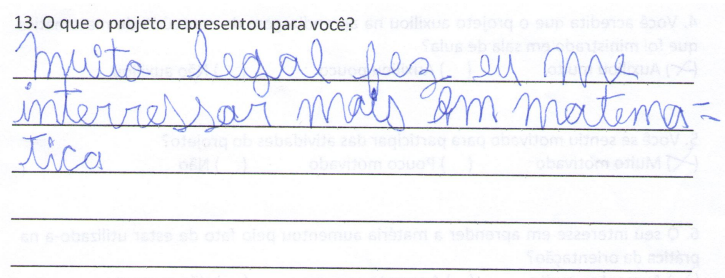 13. O que o projeto representou para você?
muito legal fez eu me
interressar mais em matema=
tica